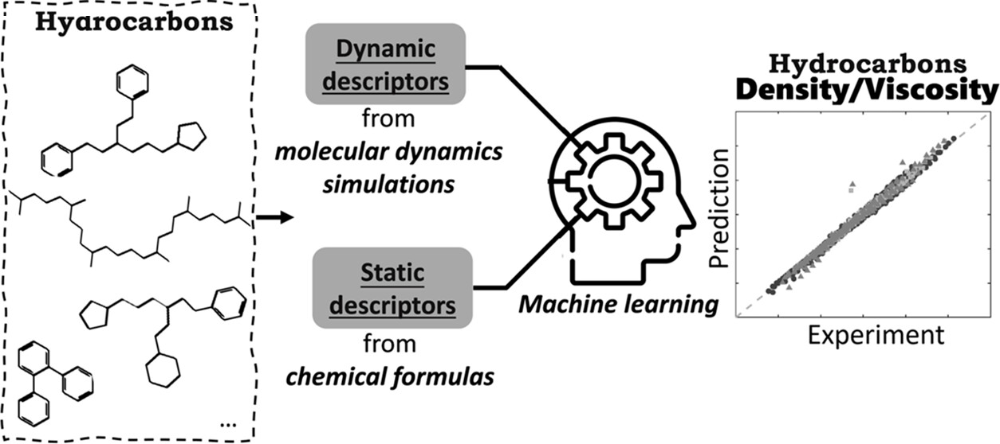 Hydrocarbons
...
Dynamic
descriptors
from
molecular dynamics
simulations
Static
descriptors
from
chemical formulas
Machine learning
Hydrocarbons
Density/Viscosity
Prediction
Experiment